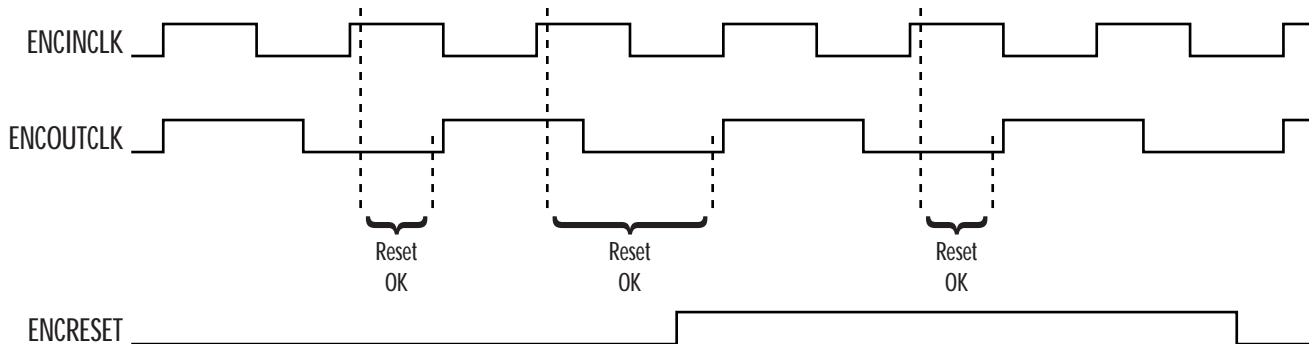 ENCINCLK
ENCOUTCLK
Reset
OK
Reset
OK
Reset
OK
ENCRESET